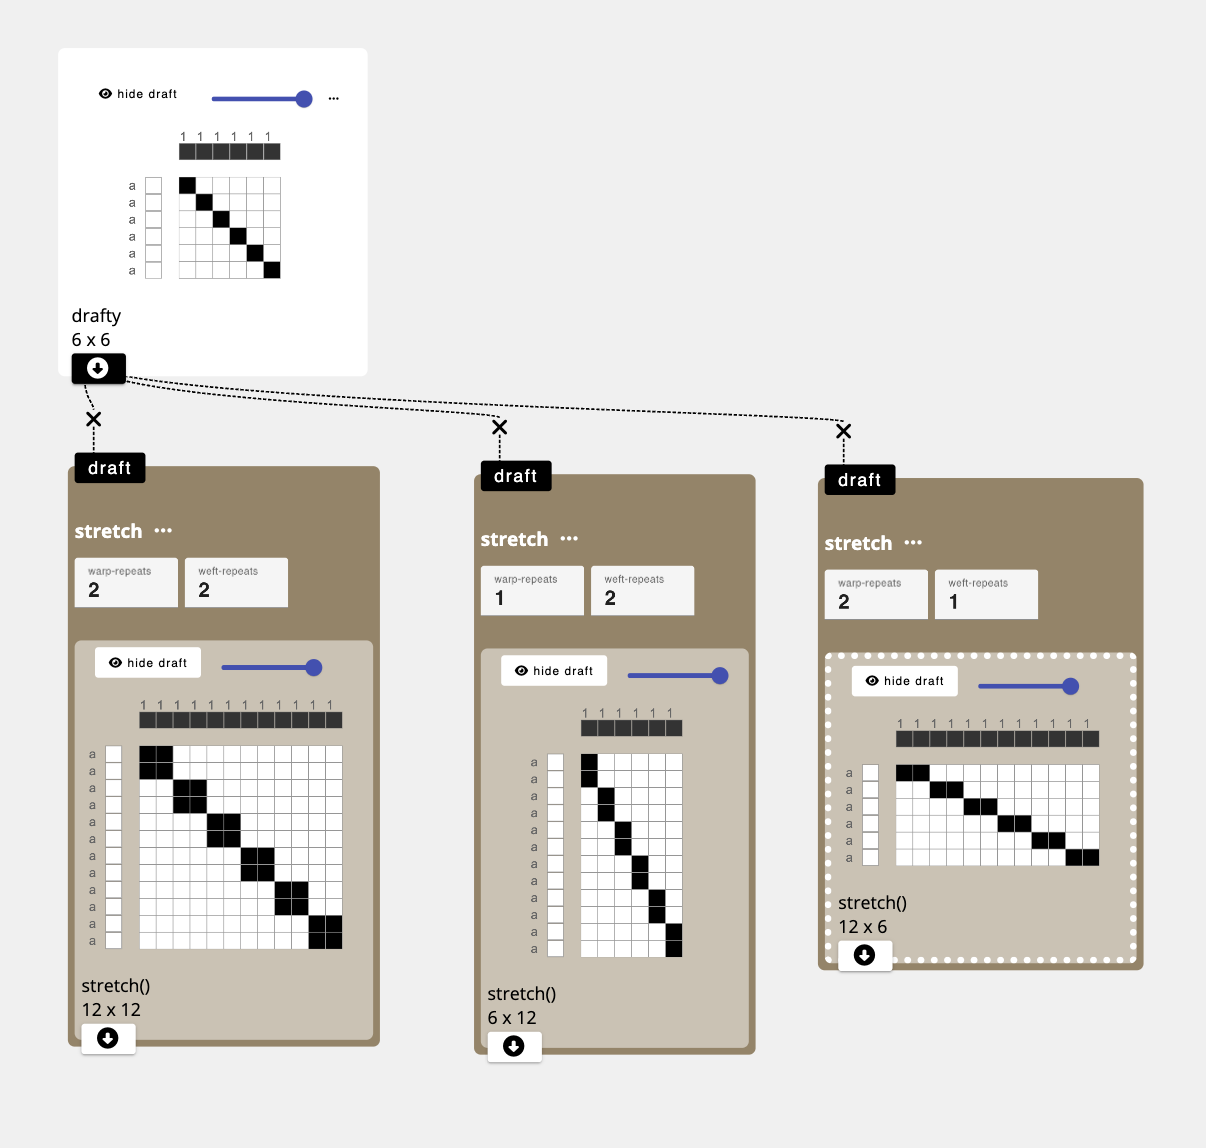 hide draft ...
1 1 1 1 1 1
a
a
a
a
a
a
drafty
6 x 6
draft
stretch ...
warp-repeats weft-repeats
2 2
hide draft
1 1 1 1 1 1 1 1 1 1 1 1
a
a
a
a
a
a
a
a
a
a
a
a
stretch()
12 x 12
draft
stretch ...
warp-repeats weft-repeats
1 2
hide draft
1 1 1 1 1 1
a
a
a
a
a
a
a
a
a
a
a
a
stretch()
6 x 12
draft
stretch ...
warp-repeats weft-repeats
2 1
hide draft
1 1 1 1 1 1 1 1 1 1 1 1
a
a
a
a
a
a
stretch()
12 x 6